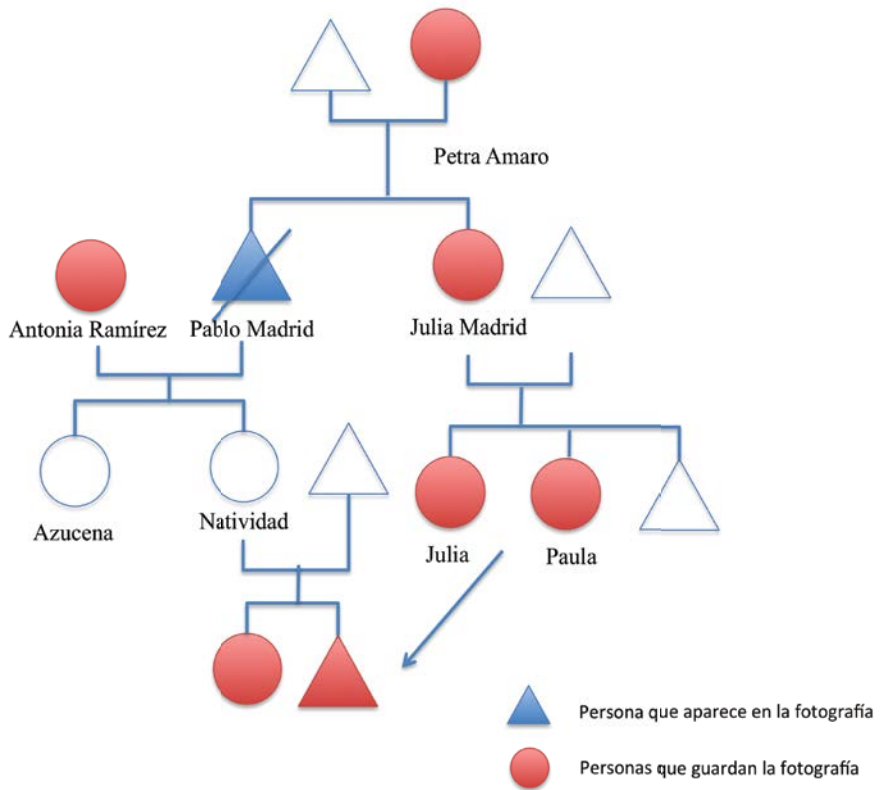 Petra Amaro
Antonia Ramírez
Pablo Madrid
Julia Madrid
Azucena
Natividad
Julia
Paula
Persona que aparece en la fotografía
Personas que guardan la fotografía